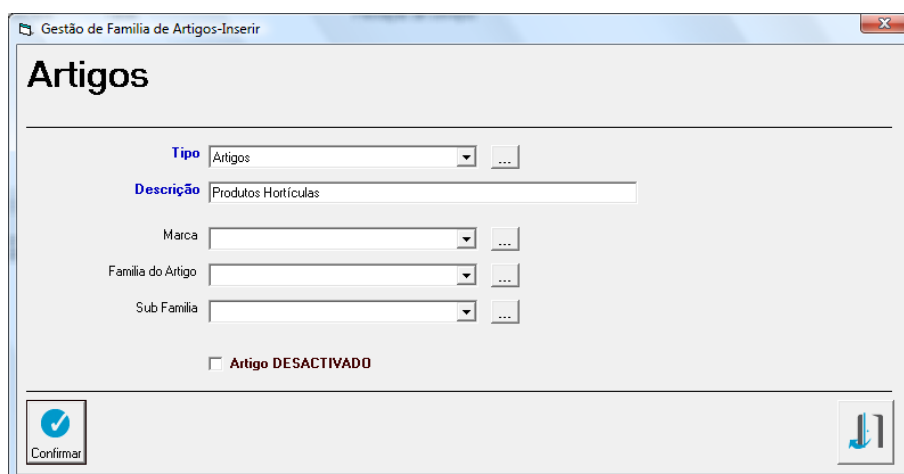 Gestão de Familia de Artigos-Inserir
Artigos
Tipo Artigos ...
Descrição Produtos Hortículas
Marca ...
Familia do Artigo ...
Sub Familia ...
Artigo DESACTIVADO
Confirmar